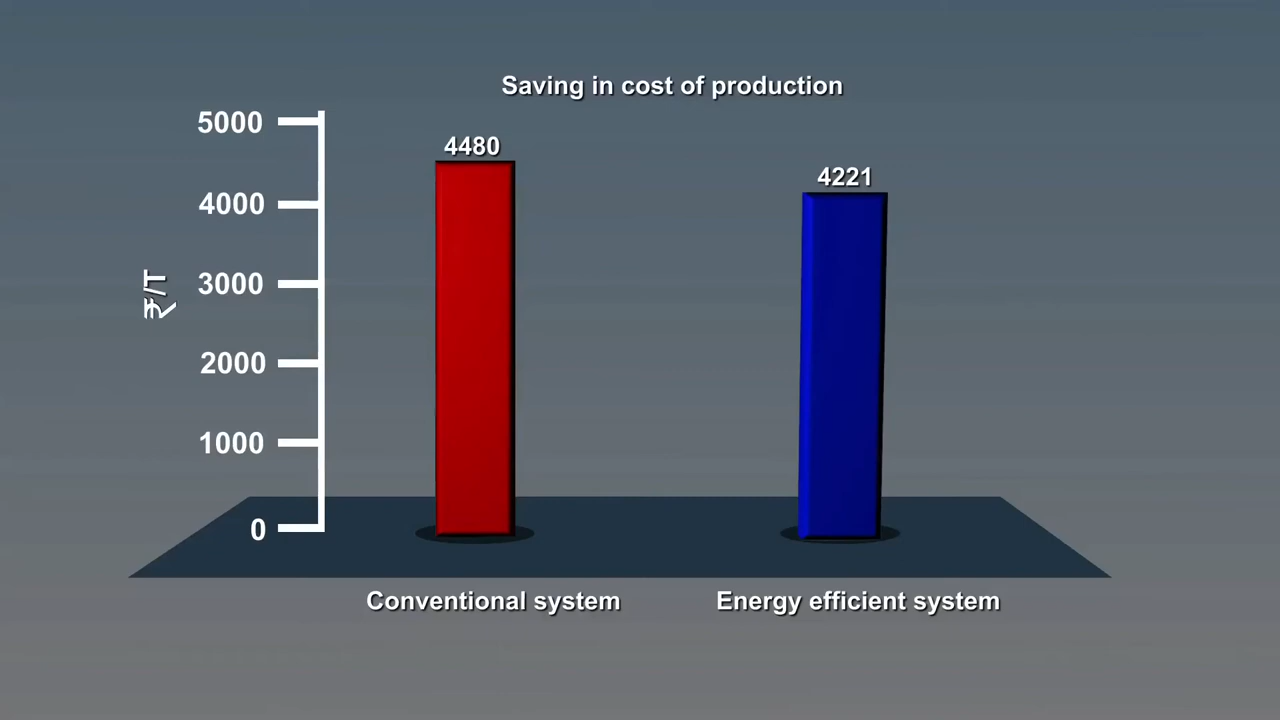 Saving in cost of production
5000
4000
3000
2000
1000
0
₹/T
4480
4221
Conventional system
Energy efficient system